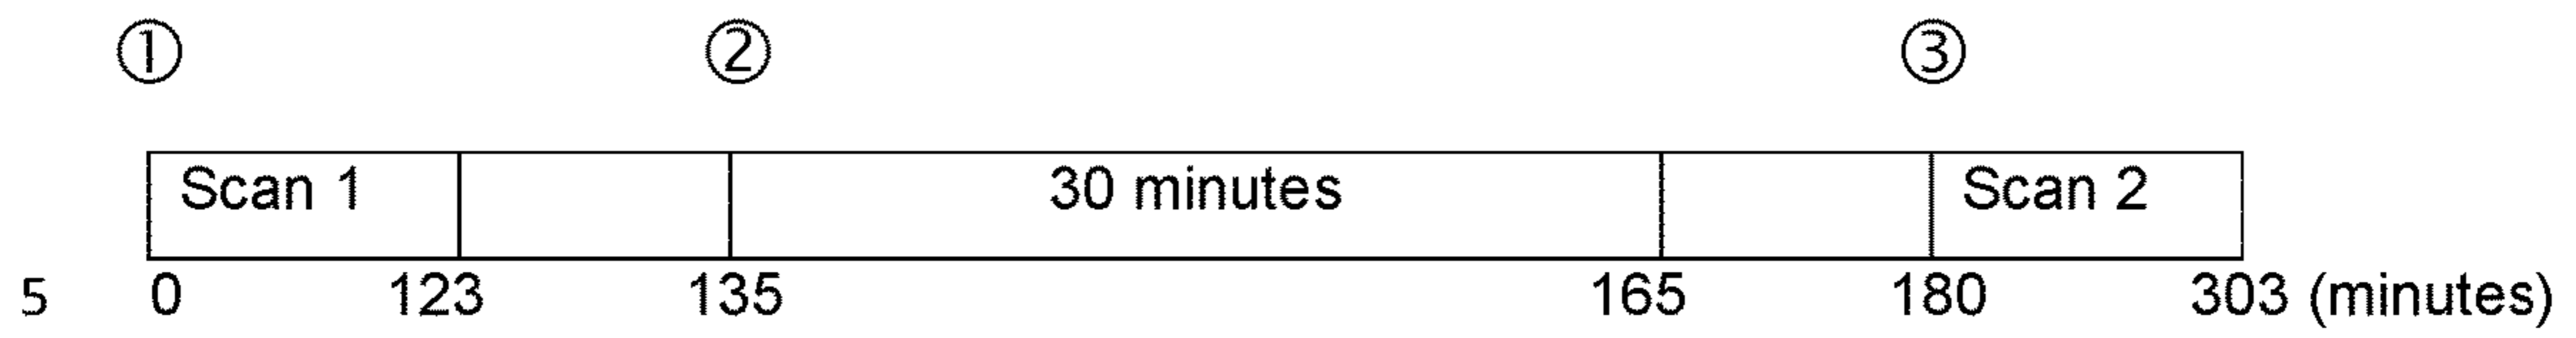 ① ② ③
Scan 1 30 minutes Scan 2
5 0 123 135 165 180 303 (minutes)